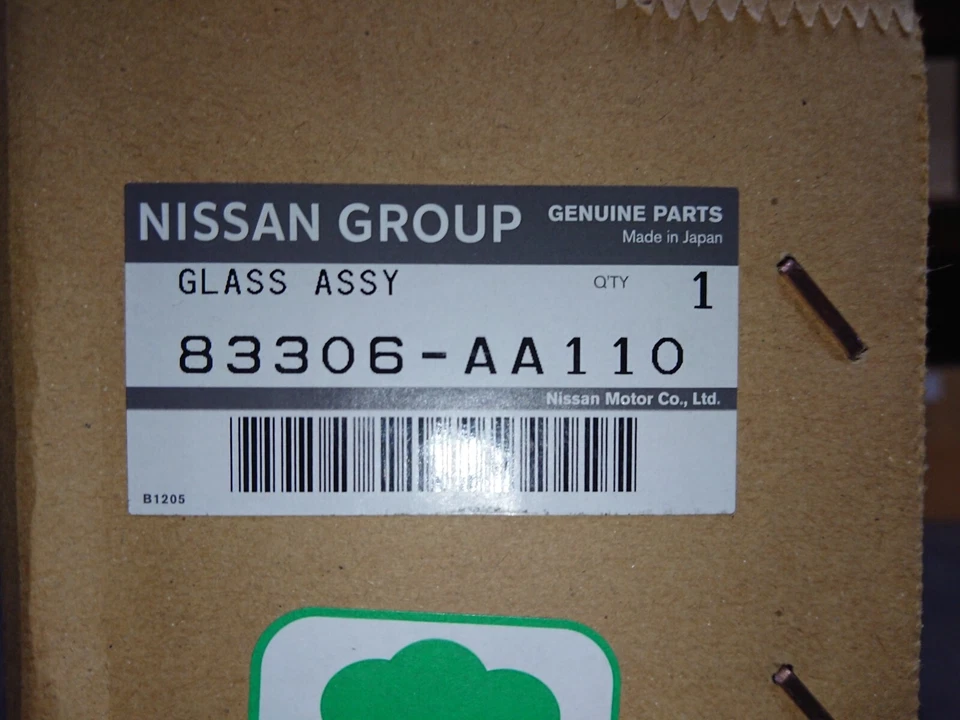 NISSAN GROUP
GENUINE PARTS
Made in Japan
GLASS ASSY
Q'TY 1
83306-AA110
Nissan Motor Co., Ltd.
B1205